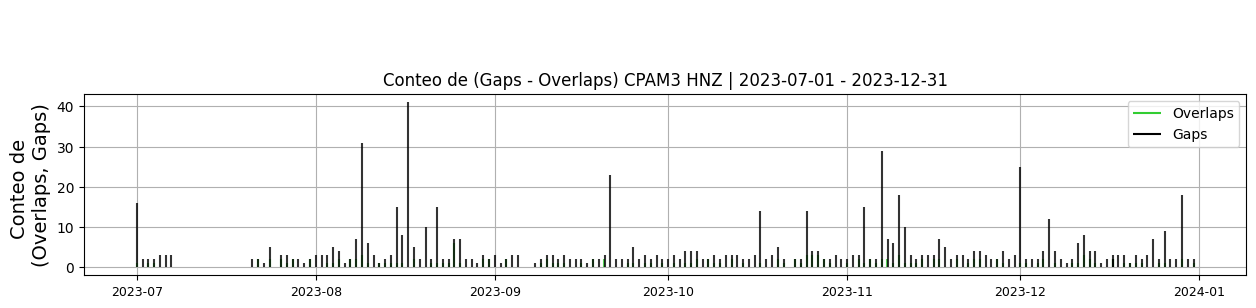 Conteo de (Gaps - Overlaps) CPAM3 HNZ | 2023-07-01 - 2023-12-31
Conteo de
(Overlaps, Gaps)
40
30
20
10
0
Overlaps
Gaps
2023-07
2023-08
2023-09
2023-10
2023-11
2023-12
2024-01